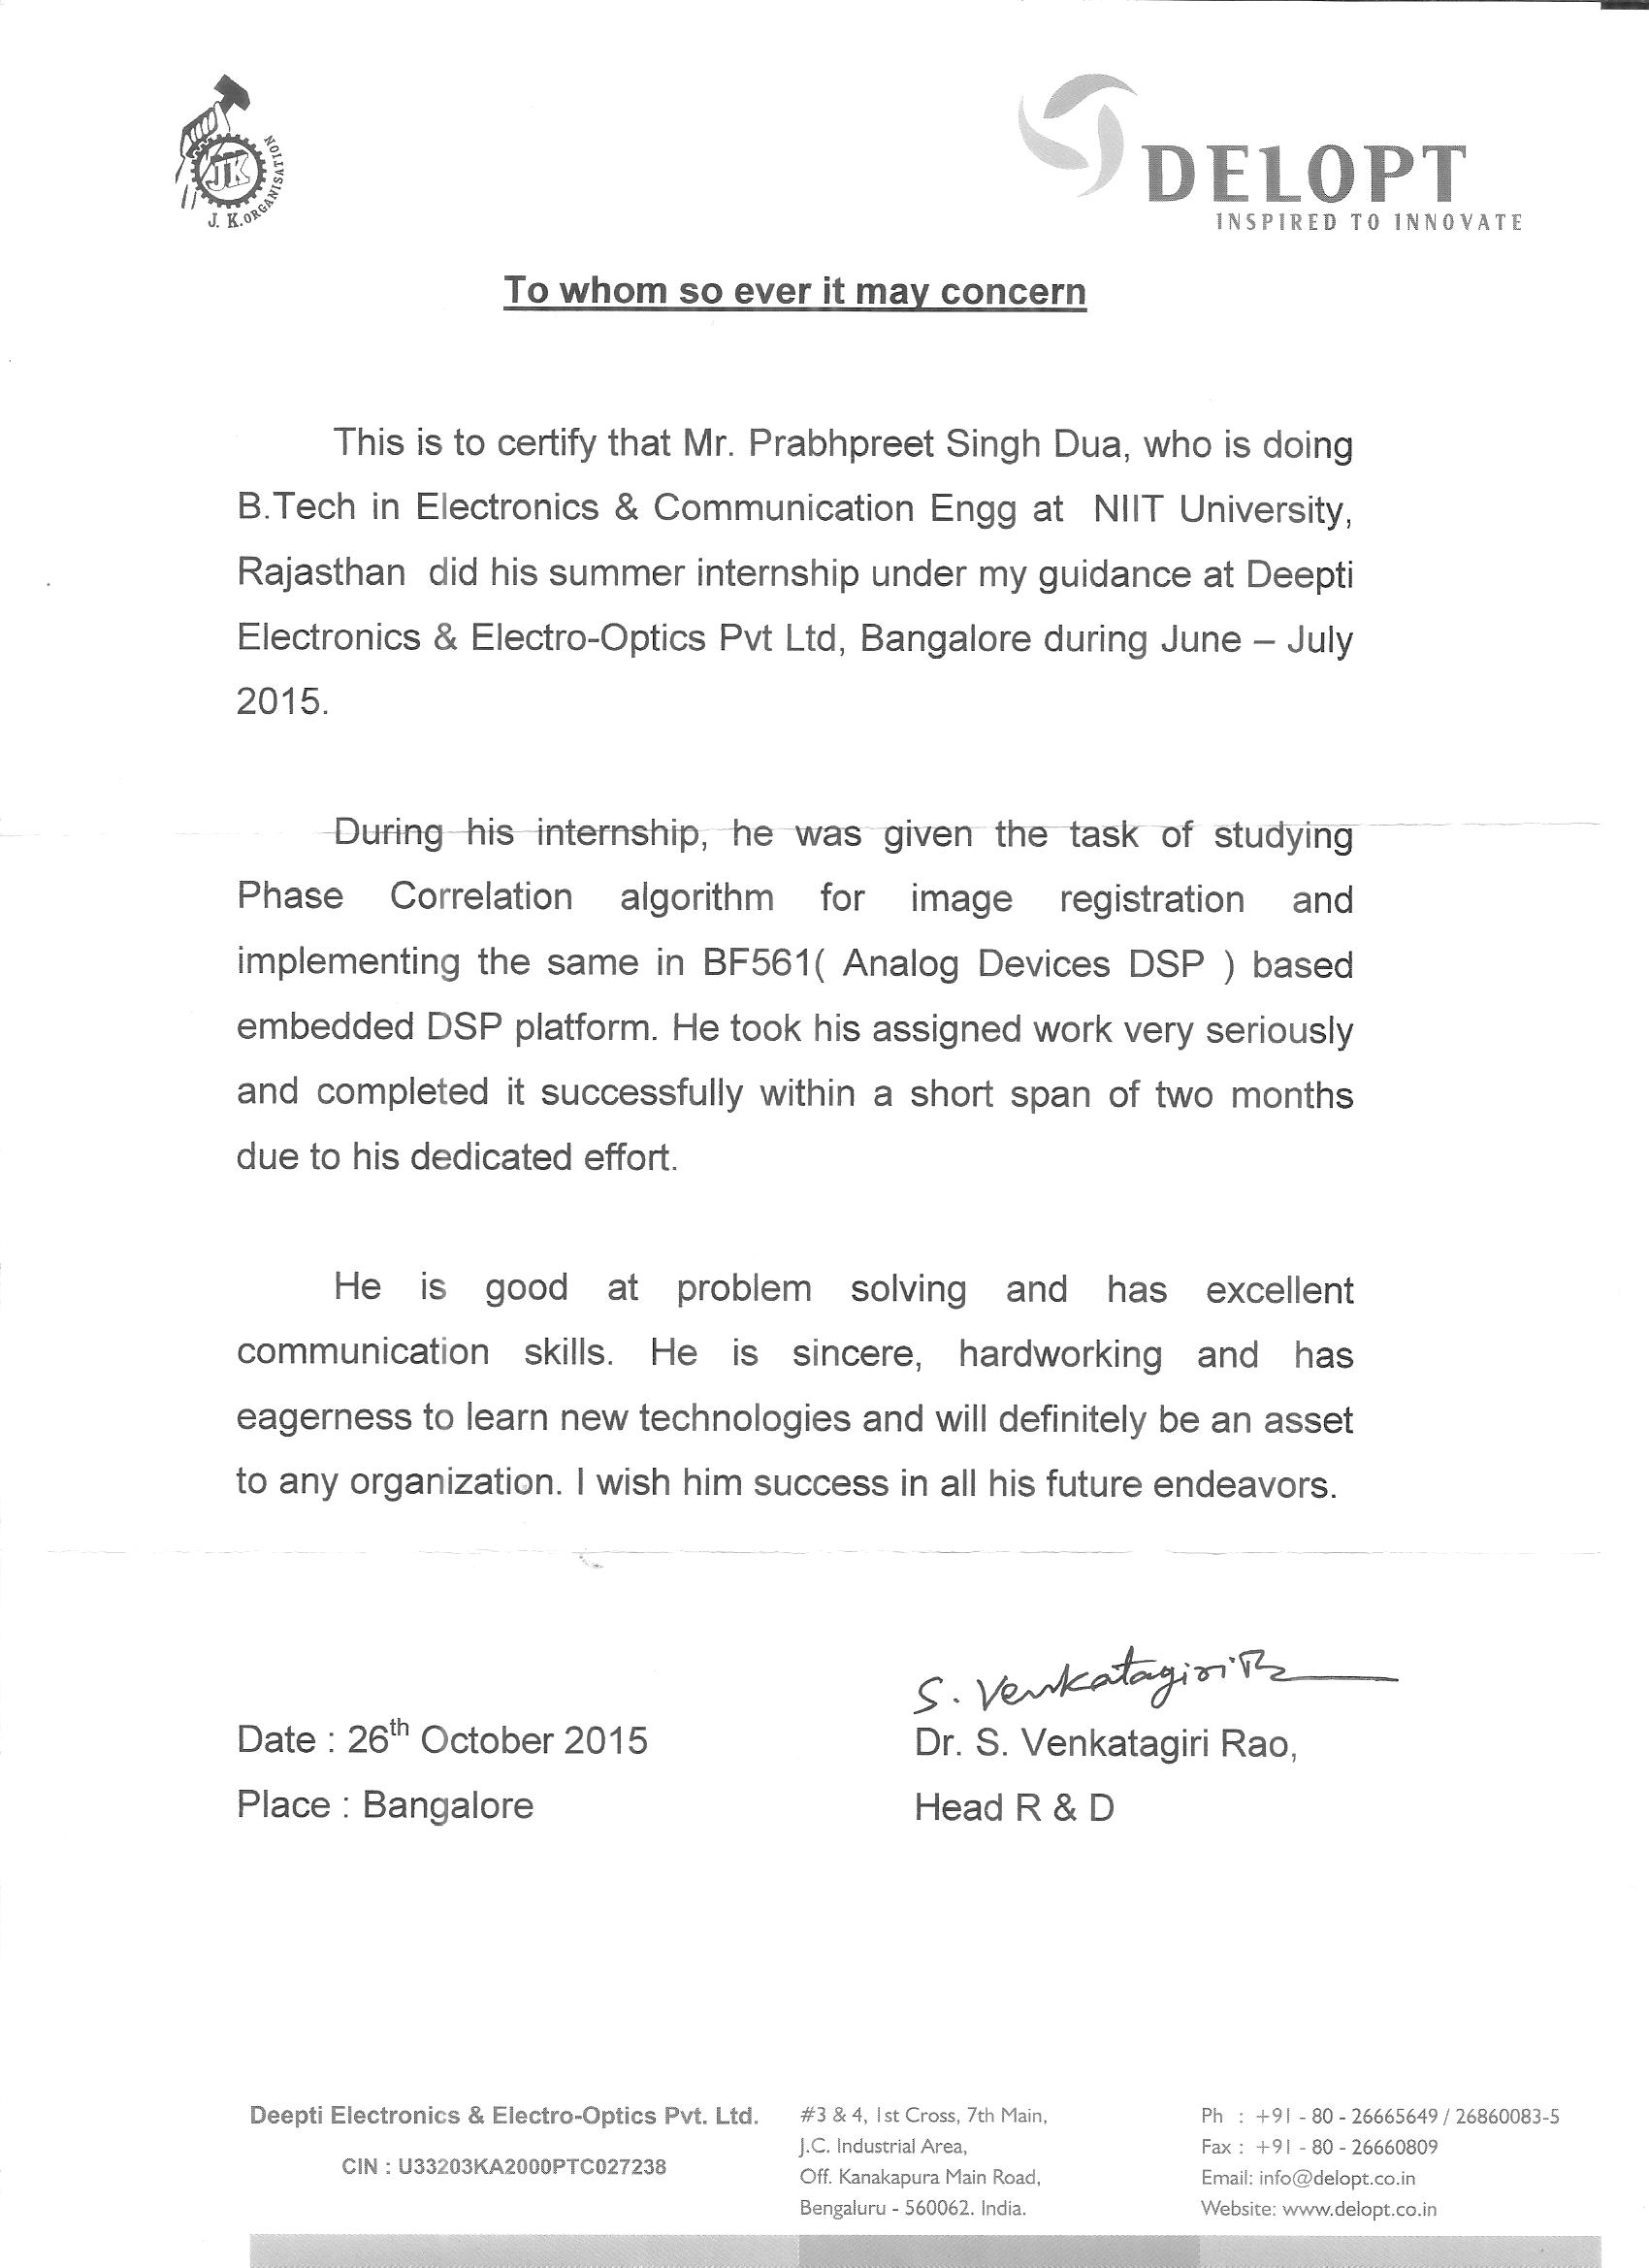 JK
J. K. ORGANISATION
DELOPT
INSPIRED TO INNOVATE
To whom so ever it may concern
This is to certify that Mr. Prabhpreet Singh Dua, who is doing
B.Tech in Electronics & Communication Engg at NIIT University,
Rajasthan did his summer internship under my guidance at Deepti
Electronics & Electro-Optics Pvt Ltd, Bangalore during June – July
2015.
During his internship, he was given the task of studying
Phase Correlation algorithm for image registration and
implementing the same in BF561( Analog Devices DSP ) based
embedded DSP platform. He took his assigned work very seriously
and completed it successfully within a short span of two months
due to his dedicated effort.
He is good at problem solving and has excellent
communication skills. He is sincere, hardworking and has
eagerness to learn new technologies and will definitely be an asset
to any organization. I wish him success in all his future endeavors.
S. Venkatagiri
Date : 26th October 2015
Place : Bangalore
Dr. S. Venkatagiri Rao,
Head R & D
Deepti Electronics & Electro-Optics Pvt. Ltd.
CIN : U33203KA2000PTC027238
#3 & 4, 1st Cross, 7th Main,
J.C. Industrial Area,
Off. Kanakapura Main Road,
Bengaluru - 560062. India.
Ph : +91 - 80 - 26665649 / 26860083-5
Fax : +91 - 80 - 26660809
Email: info@delopt.co.in
Website: www.delopt.co.in